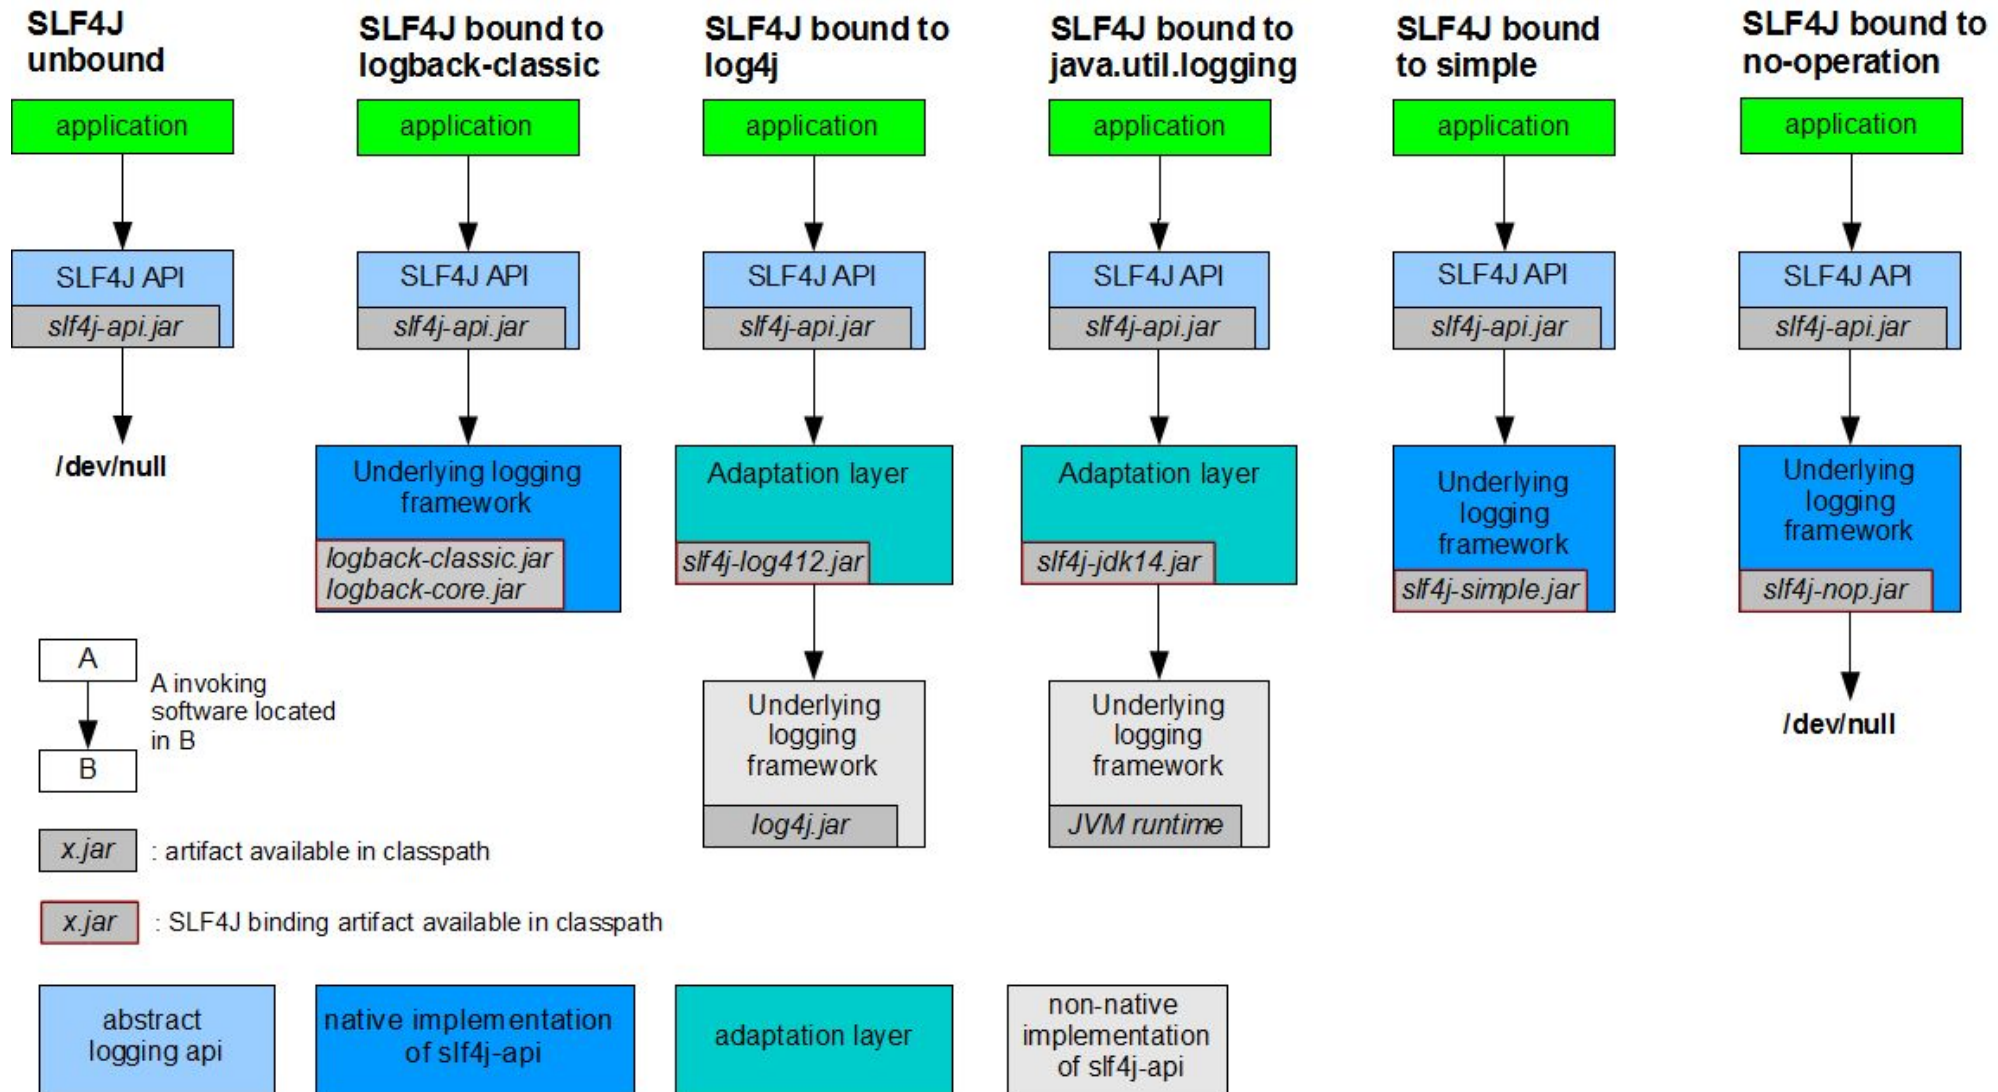 SLF4J
unbound
application
SLF4J API
slf4j-api.jar
/dev/null
SLF4J bound to
logback-classic
application
SLF4J API
slf4j-api.jar
Underlying logging
framework
logback-classic.jar
logback-core.jar
SLF4J bound to
log4j
application
SLF4J API
slf4j-api.jar
Adaptation layer
slf4j-log412.jar
Underlying
logging
framework
log4j.jar
SLF4J bound to
java.util.logging
application
SLF4J API
slf4j-api.jar
Adaptation layer
slf4j-jdk14.jar
Underlying
logging
framework
JVM runtime
SLF4J bound
to simple
application
SLF4J API
slf4j-api.jar
Underlying
logging
framework
slf4j-simple.jar
SLF4J bound to
no-operation
application
SLF4J API
slf4j-api.jar
Underlying
logging
framework
slf4j-nop.jar
/dev/null
A
B
A invoking
software located
in B
x.jar : artifact available in classpath
x.jar : SLF4J binding artifact available in classpath
abstract
logging api
native implementation
of slf4j-api
adaptation layer
non-native
implementation
of slf4j-api